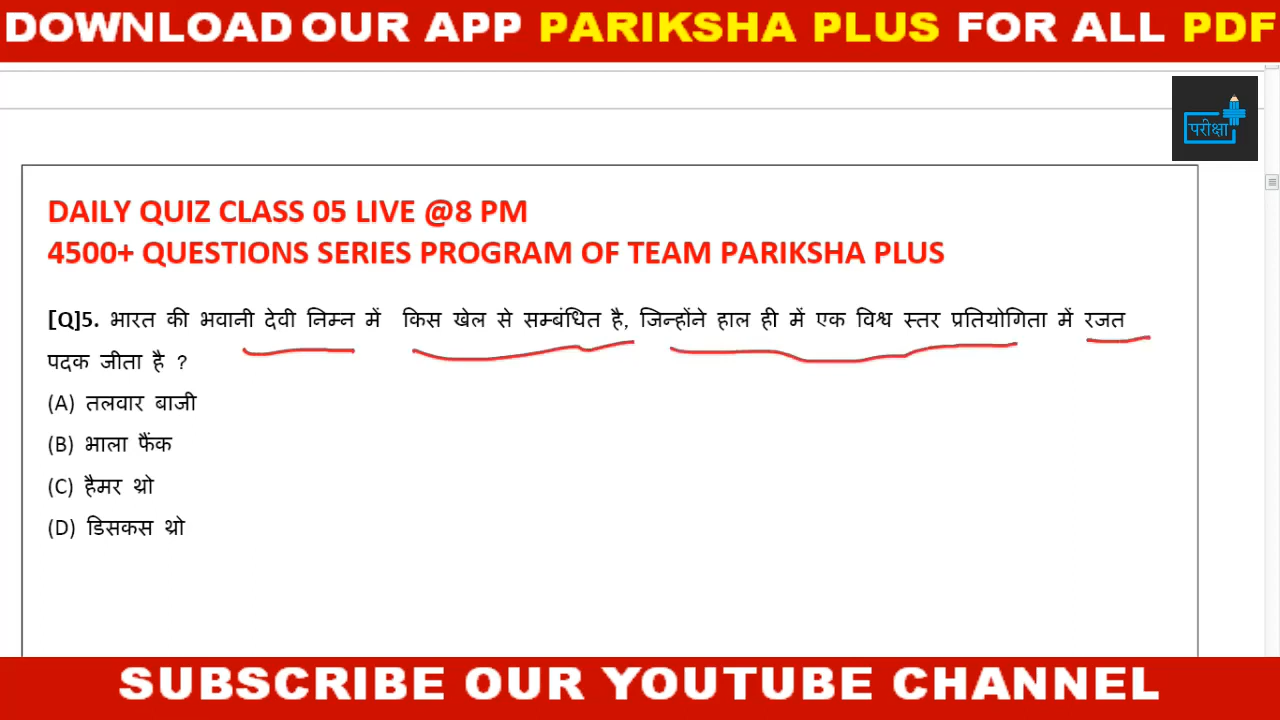 DOWNLOAD OUR APP PARIKSHA PLUS FOR ALL PDF
परीक्षा
DAILY QUIZ CLASS 05 LIVE @8 PM
4500+ QUESTIONS SERIES PROGRAM OF TEAM PARIKSHA PLUS
[Q]5. भारत की भवानी देवी निम्न में किस खेल से सम्बंधित है, जिन्होंने हाल ही में एक विश्व स्तर प्रतियोगिता में रजत
पदक जीता है ?
(A) तलवार बाजी
(B) भाला फैंक
(C) हैमर थ्रो
(D) डिसकस थ्रो
SUBSCRIBE OUR YOUTUBE CHANNEL